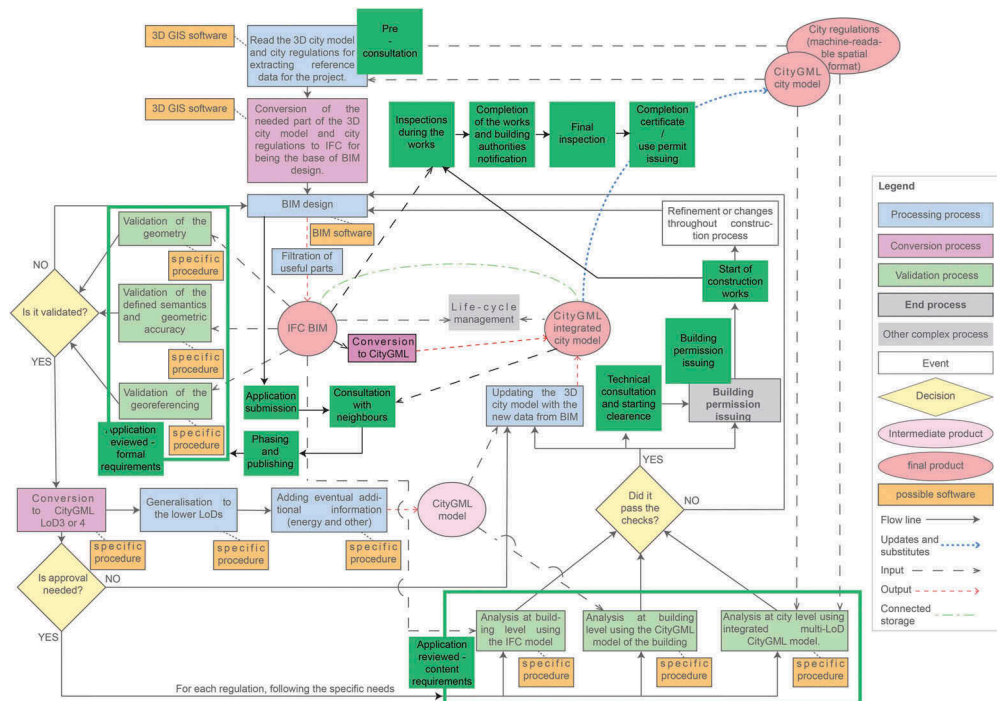 3D GIS software
Read the 3D city model
and city regulations for
extracting reference
data for the project.
Pre
- consultation
City regulations
(machine-reada-
ble spatial
format)
CityGML
city model
3D GIS software
Conversion of the
needed part of the 3D
city model and city
regulations to IFC for
being the base of BIM
design.
Inspections
during the
works
Completion
of the works
and building
authorities
notification
Final
inspection
Completion
certificate
/
use permit
issuing
BIM design
BIM software
Filtration of
useful parts
Refinement or changes
throughout construc-
tion process
Validation of the
geometry
specific
procedure
NO
Is it validated?
YES
Validation of the
defined semantics
and geometric
accuracy
specific
procedure
Validation of the
georeferencing
specific
procedure
Application
reviewed -
formal
requirements
IFC BIM
Life-cycle
management
CityGML
integrated
city model
Conversion
to CityGML
Start of
construction
works
Building
permission
issuing
Application
submission
Consultation
with
neighbours
Phasing
and
publishing
Updating the 3D
city model with the
new data from BIM
Technical
consultation
and starting
clearence
Building
permission
issuing
YES
Did it
pass the
checks?
NO
Conversion
to CityGML
LoD3 or 4
specific
procedure
Generalisation to
the lower LoDs
specific
procedure
Adding eventual addi-
tional information
(energy and other)
specific
procedure
CityGML
model
Is approval
needed?
NO
YES
For each regulation, following the specific needs
Application
reviewed -
content
requirements
Analysis at buil-
ding level using
the IFC model
specific
procedure
Analysis at building
level using the CityGML
model of the building
specific
procedure
Analysis at city level using
integrated multi-LoD
CityGML model.
specific
procedure
Legend
Processing process
Conversion process
Validation process
End process
Other complex process
Event
Decision
Intermediate product
final product
possible software
Flow line
Updates and
substitutes
Input
Output
Connected
storage